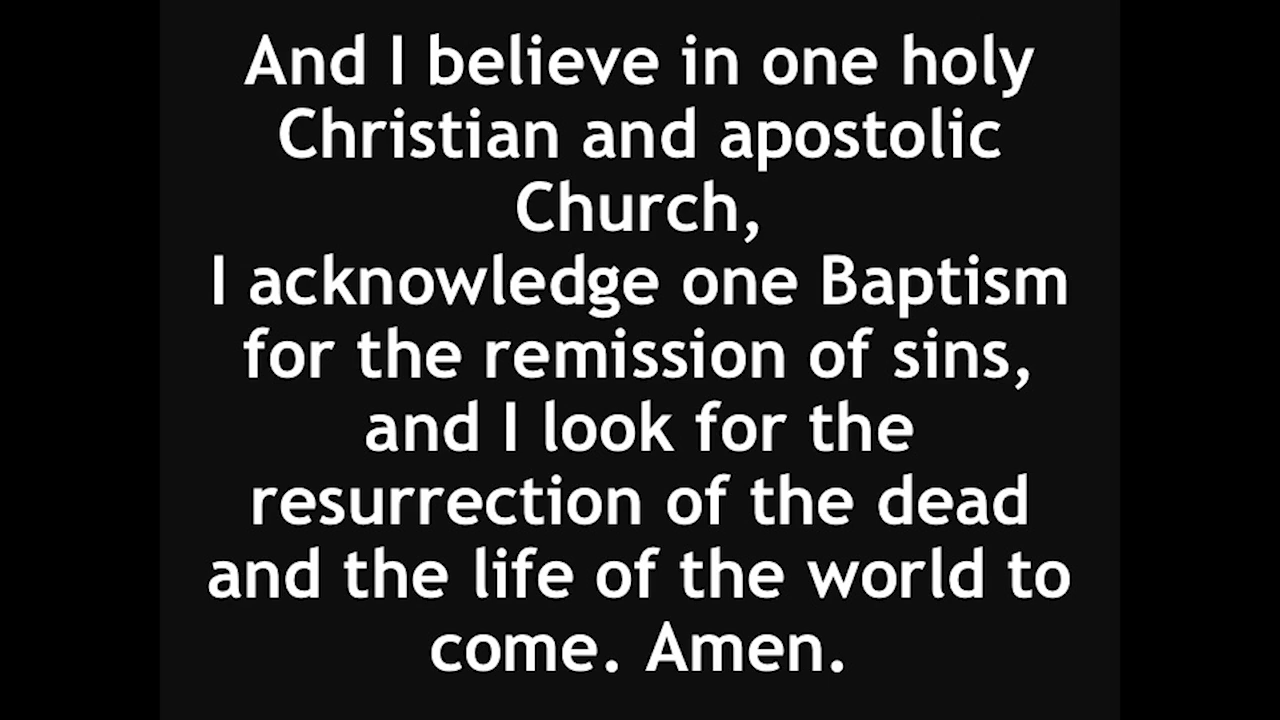 And I believe in one holy
Christian and apostolic
Church,
I acknowledge one Baptism
for the remission of sins,
and I look for the
resurrection of the dead
and the life of the world to
come. Amen.